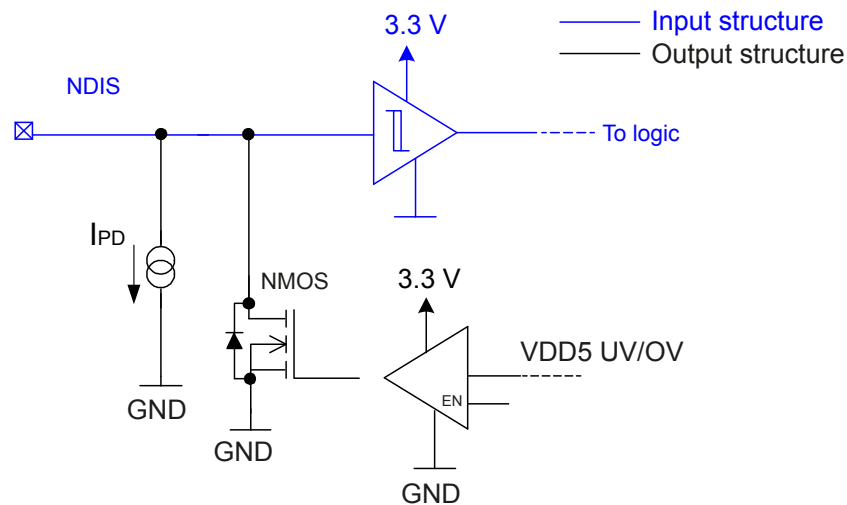 Input structure
3.3 V
Output structure
NDIS
To logic
IPD
NMOS
3.3 V
VDD5 UV/OV
EN
GND
GND
GND